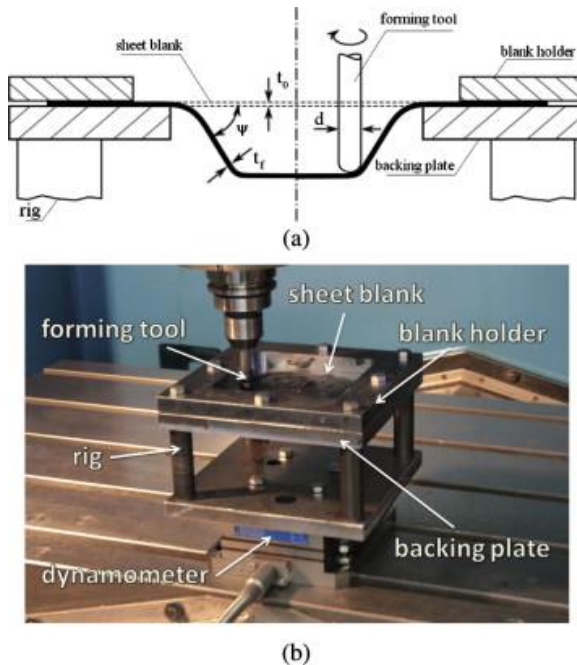 sheet blank
t₀
forming tool
blank holder
ψ
d
t_f
backing plate
rig
(a)
sheet blank
forming tool
blank holder
rig
backing plate
dynamometer
(b)